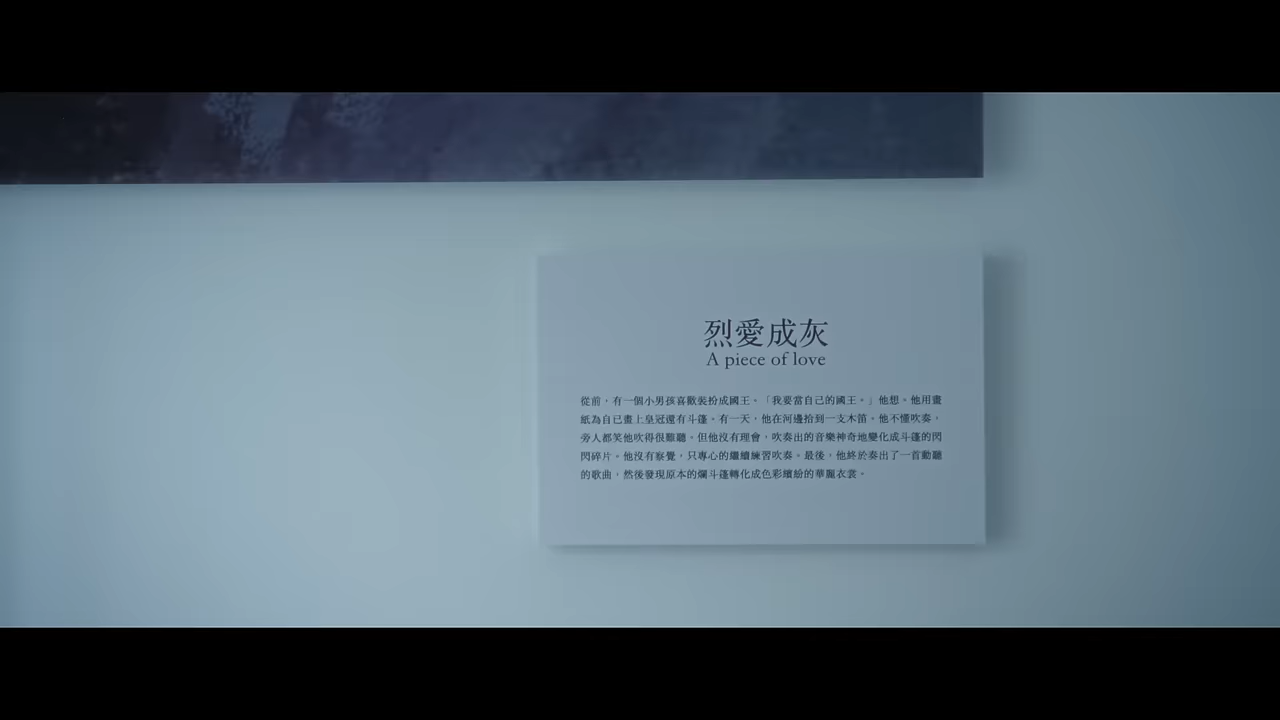 烈愛成灰
A piece of love
從前，有一個小男孩喜歡裝扮成國王。「我要當自己的國王。」他想。他用畫
紙為自己畫上皇冠還有斗篷。有一天，他在河邊拾到一支木笛。他不懂吹奏，
旁人都笑他吹得很難聽。但他沒有理會，吹奏出的音樂神奇地變化成斗篷的閃
閃碎片。他沒有察覺，只專心的繼續練習吹奏。最後，他終於奏出了一首動聽
的歌曲，然後發現原本的爛斗篷轉化成色彩繽紛的華麗衣裳。